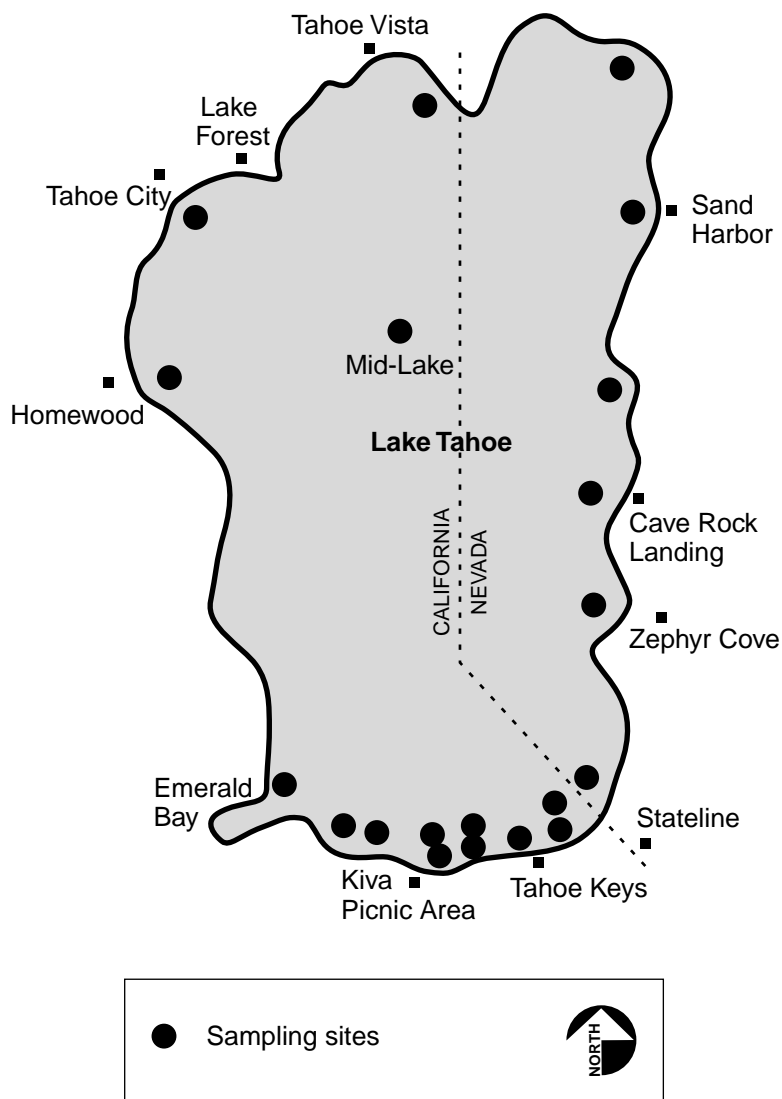 Tahoe Vista
Lake
Forest
Tahoe City
Sand
Harbor
Mid-Lake
Homewood
Lake Tahoe
CALIFORNIA
NEVADA
Cave Rock
Landing
Zephyr Cove
Emerald
Bay
Stateline
Kiva
Picnic Area
Tahoe Keys
Sampling sites
NORTH